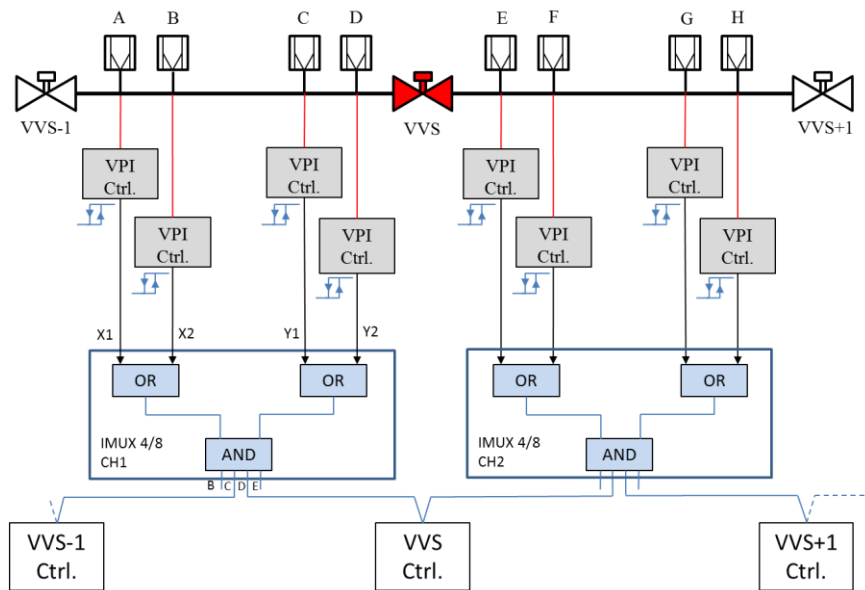 A B C D E F G H
VVS-1 VVS VVS+1
VPI
Ctrl.
VPI
Ctrl.
VPI
Ctrl.
VPI
Ctrl.
VPI
Ctrl.
VPI
Ctrl.
VPI
Ctrl.
VPI
Ctrl.
X1 X2 Y1 Y2
OR OR OR OR
IMUX 4/8
CH1
AND
B C D E
IMUX 4/8
CH2
AND
VVS-1
Ctrl.
VVS
Ctrl.
VVS+1
Ctrl.